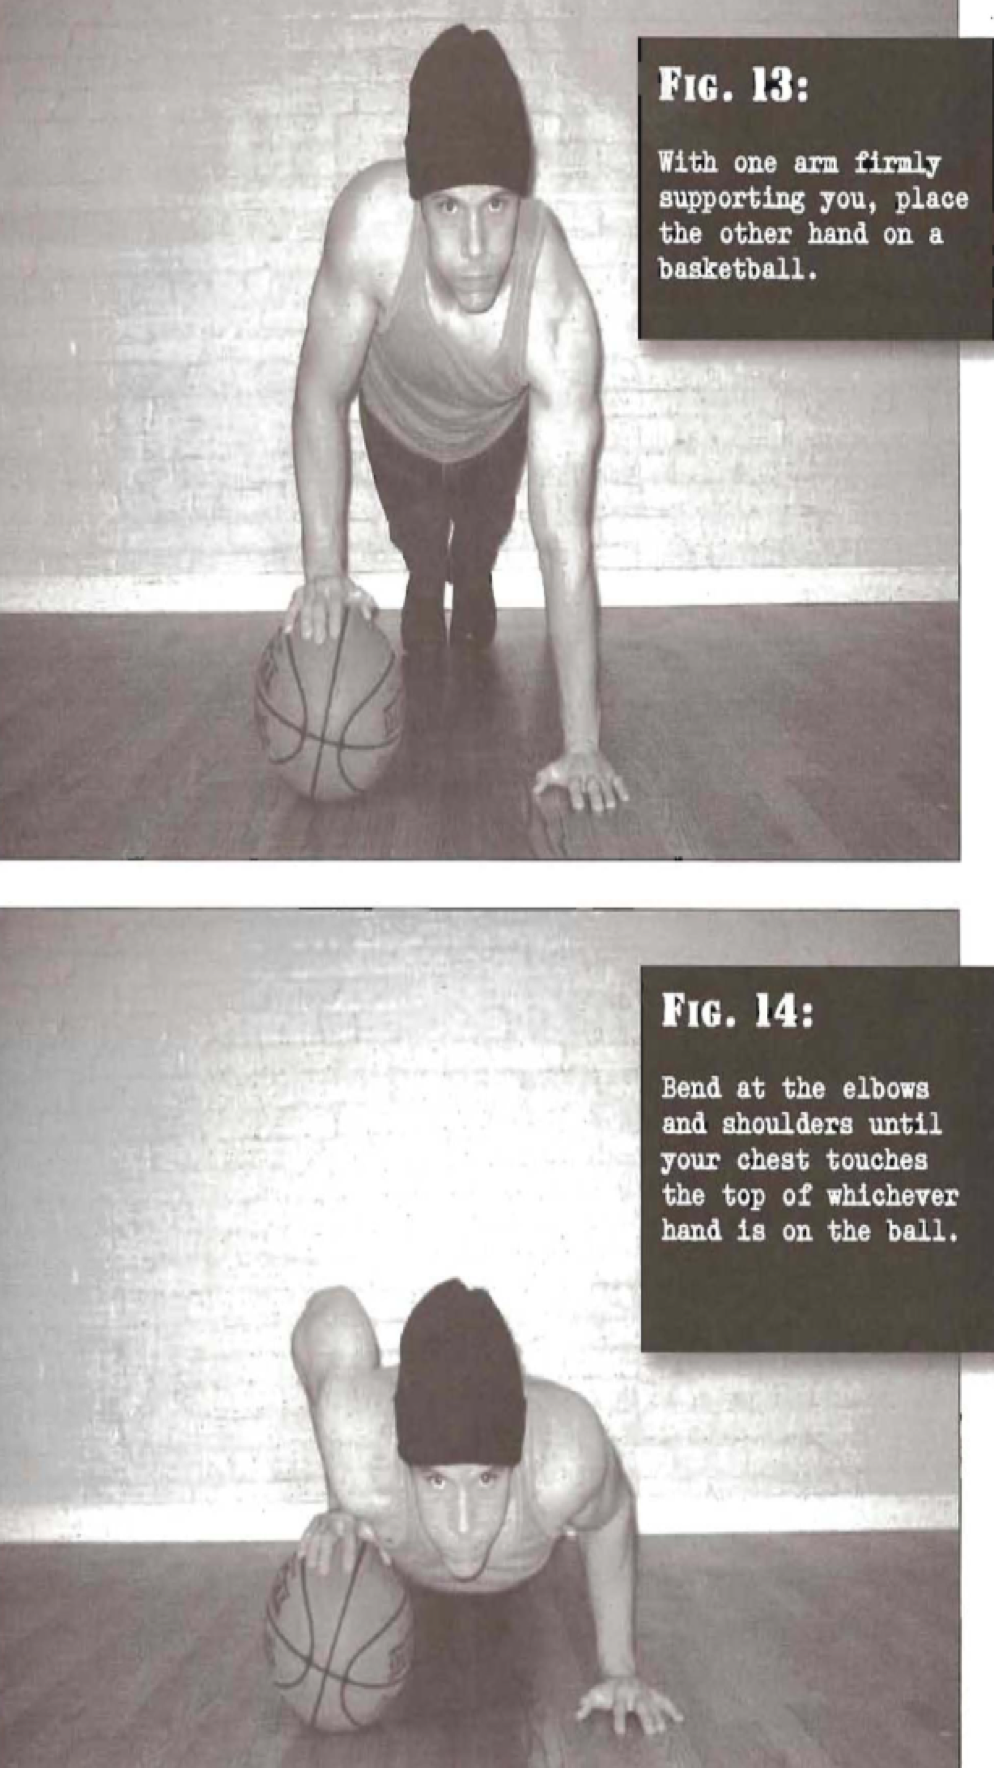 FIG. 13:
With one arm firmly
supporting you, place
the other hand on a
basketball.
FIG. 14:
Bend at the elbows
and shoulders until
your chest touches
the top of whichever
hand is on the ball.